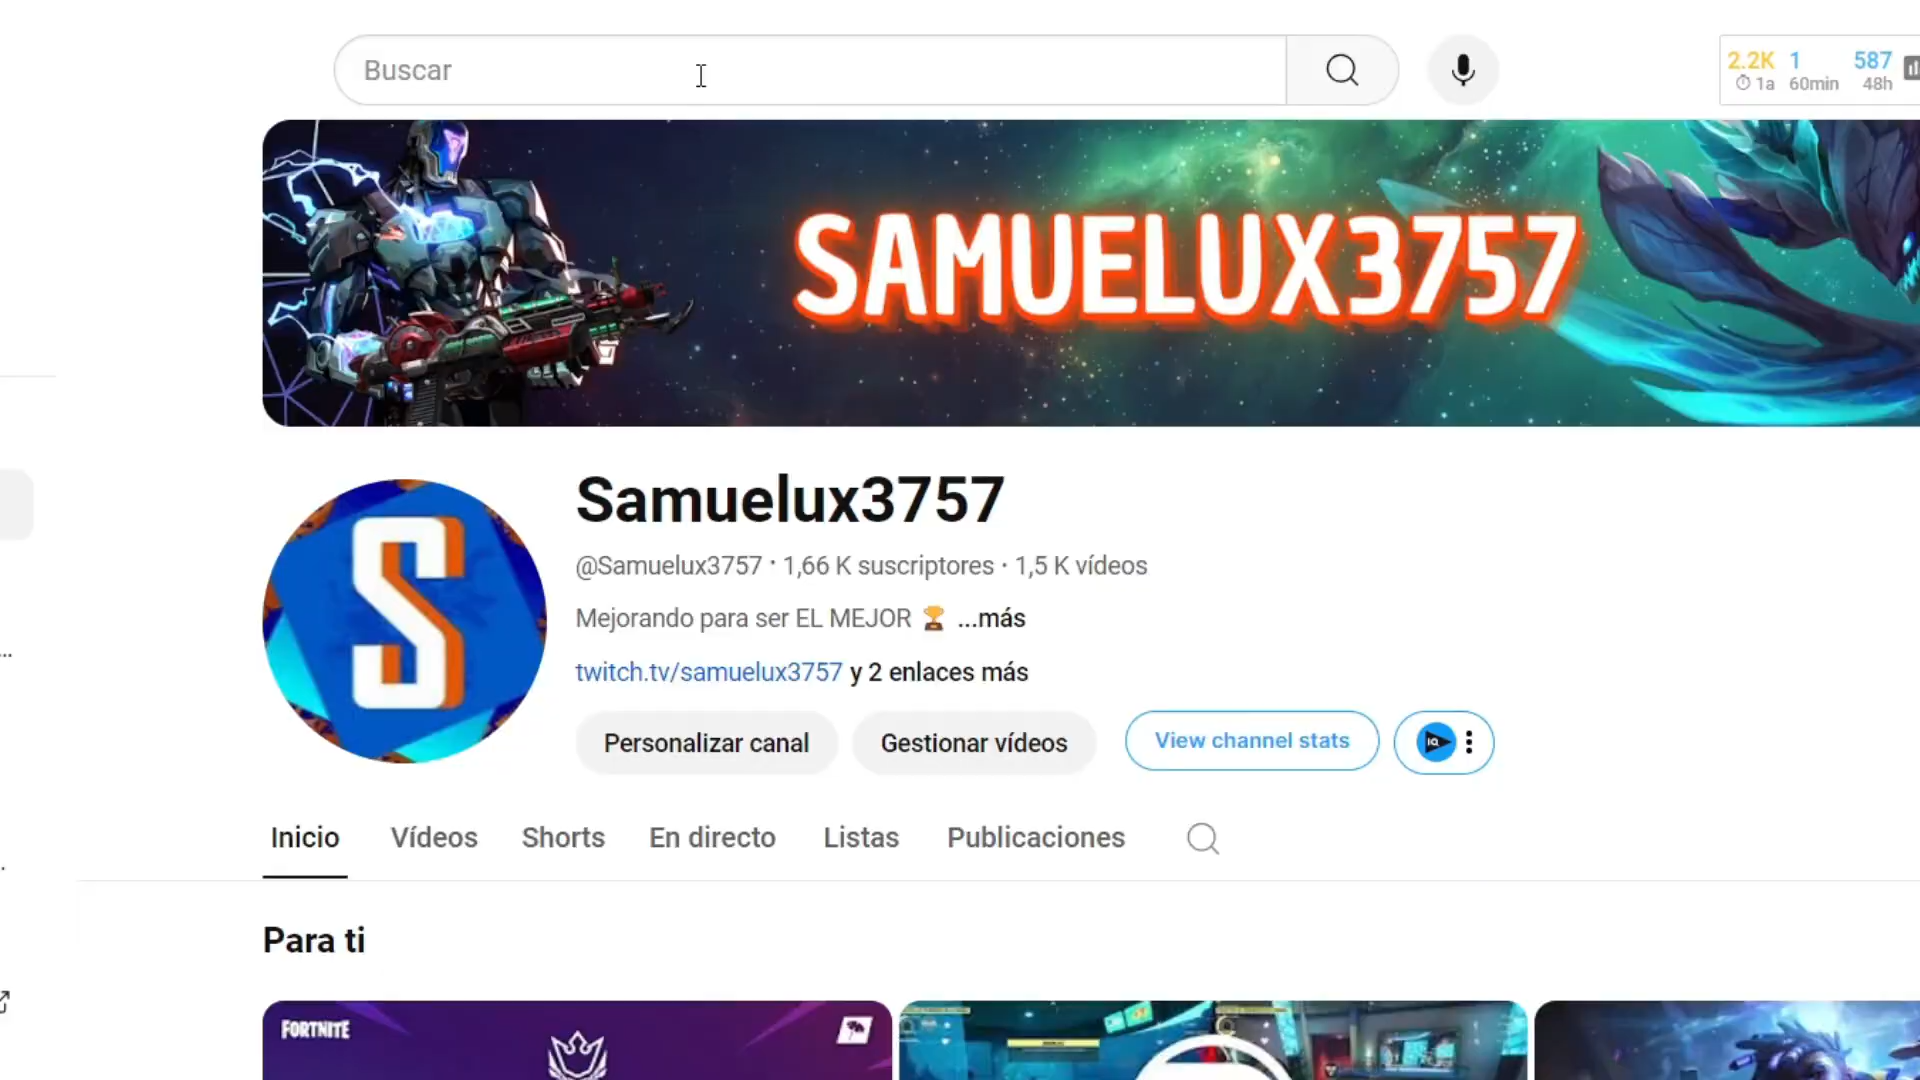 Buscar
2.2K 1 587
1a 60min 48h
SAMUELUX3757
S
Samuelux3757
@Samuelux3757 · 1,66 K suscriptores · 1,5 K vídeos
Mejorando para ser EL MEJOR 🏆 ...más
twitch.tv/samuelux3757 y 2 enlaces más
Personalizar canal
Gestionar vídeos
View channel stats
IQ
Inicio Vídeos Shorts En directo Listas Publicaciones
Para ti
FORTNITE